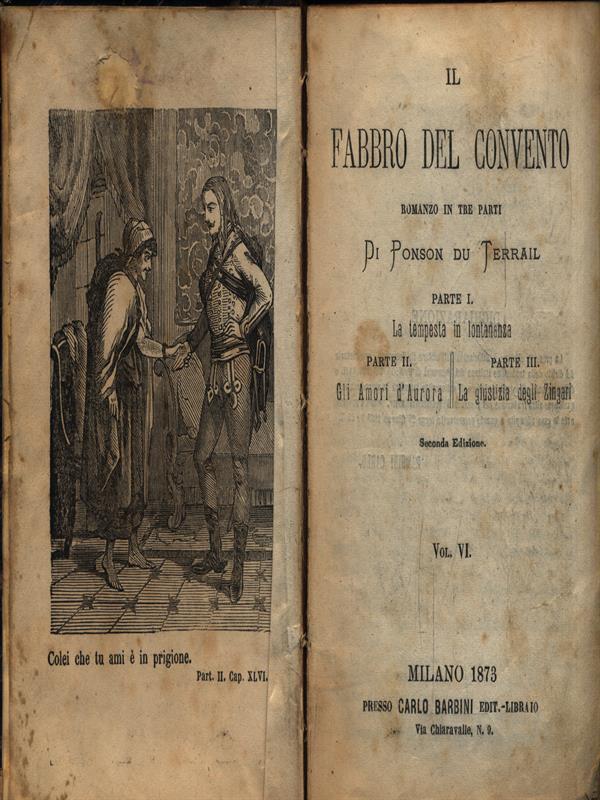 Colei che tu ami è in prigione.
Part. II. Cap. XLVI.
IL
FABBRO DEL CONVENTO
ROMANZO IN TRE PARTI
DI PONSON DU TERRAIL
PARTE I.
La tempesta in lontananza
PARTE II.
Gli Amori d'Aurora
PARTE III.
La giustizia degli Zingari
Seconda Edizione.
VOL. VI.
MILANO 1873
PRESSO CARLO BARBINI EDIT.-LIBRAIO
Via Chiaravalle, N. 9.